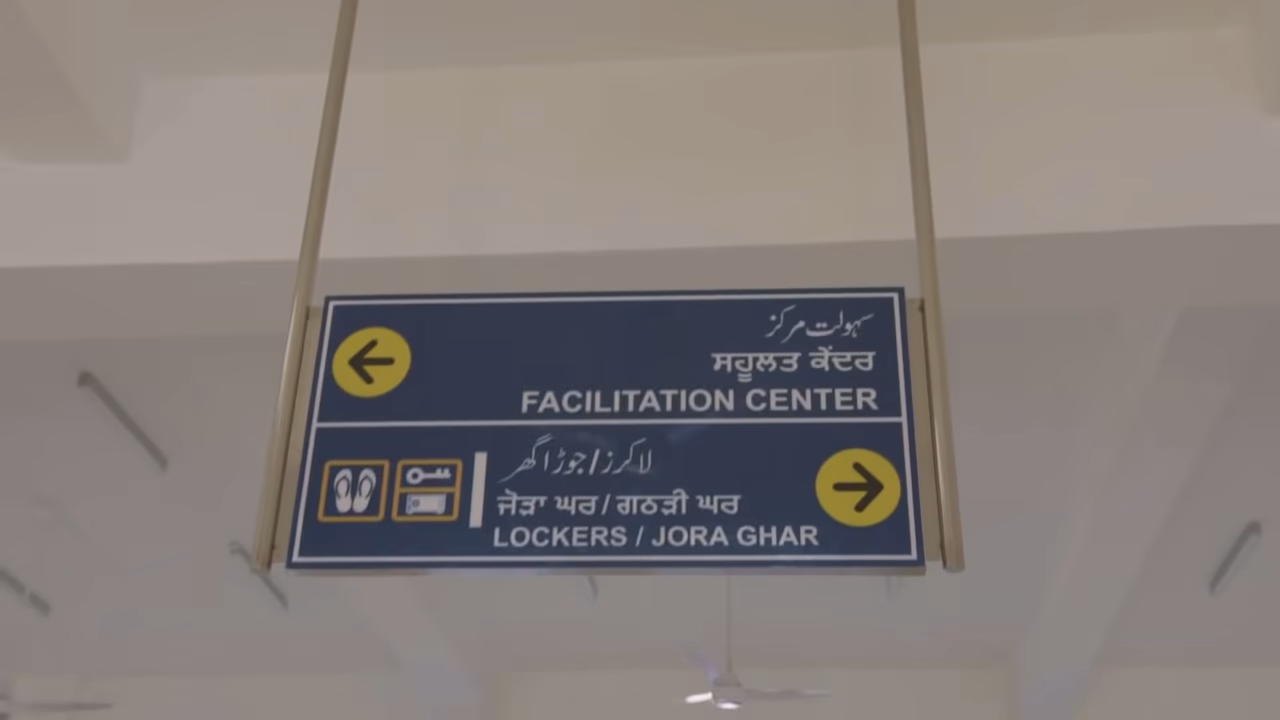 سہولت مرکز
ਸਹੂਲਤ ਕੇਂਦਰ
FACILITATION CENTER
لاکرز/جوڑا گھر
ਜੋੜਾ ਘਰ/ਗਠੜੀ ਘਰ
LOCKERS / JORA GHAR